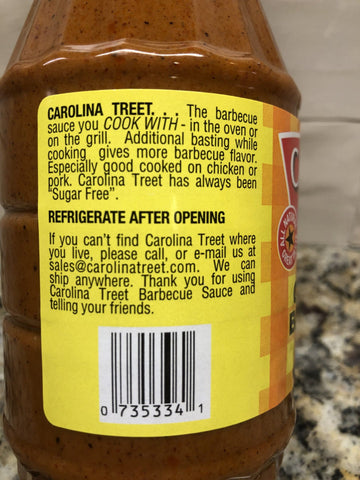 CAROLINA TREET. . . The barbecue
sauce you COOK WITH - in the oven or
on the grill. Additional basting while
cooking gives more barbecue flavor.
Especially good cooked on chicken or
pork. Carolina Treet has always been
"Sugar Free".
REFRIGERATE AFTER OPENING
If you can't find Carolina Treet where
you live, please call, or e-mail us at
sales@carolinatreet.com. We can
ship anywhere. Thank you for using
Carolina Treet Barbecue Sauce and
telling your friends.
0 735334 1